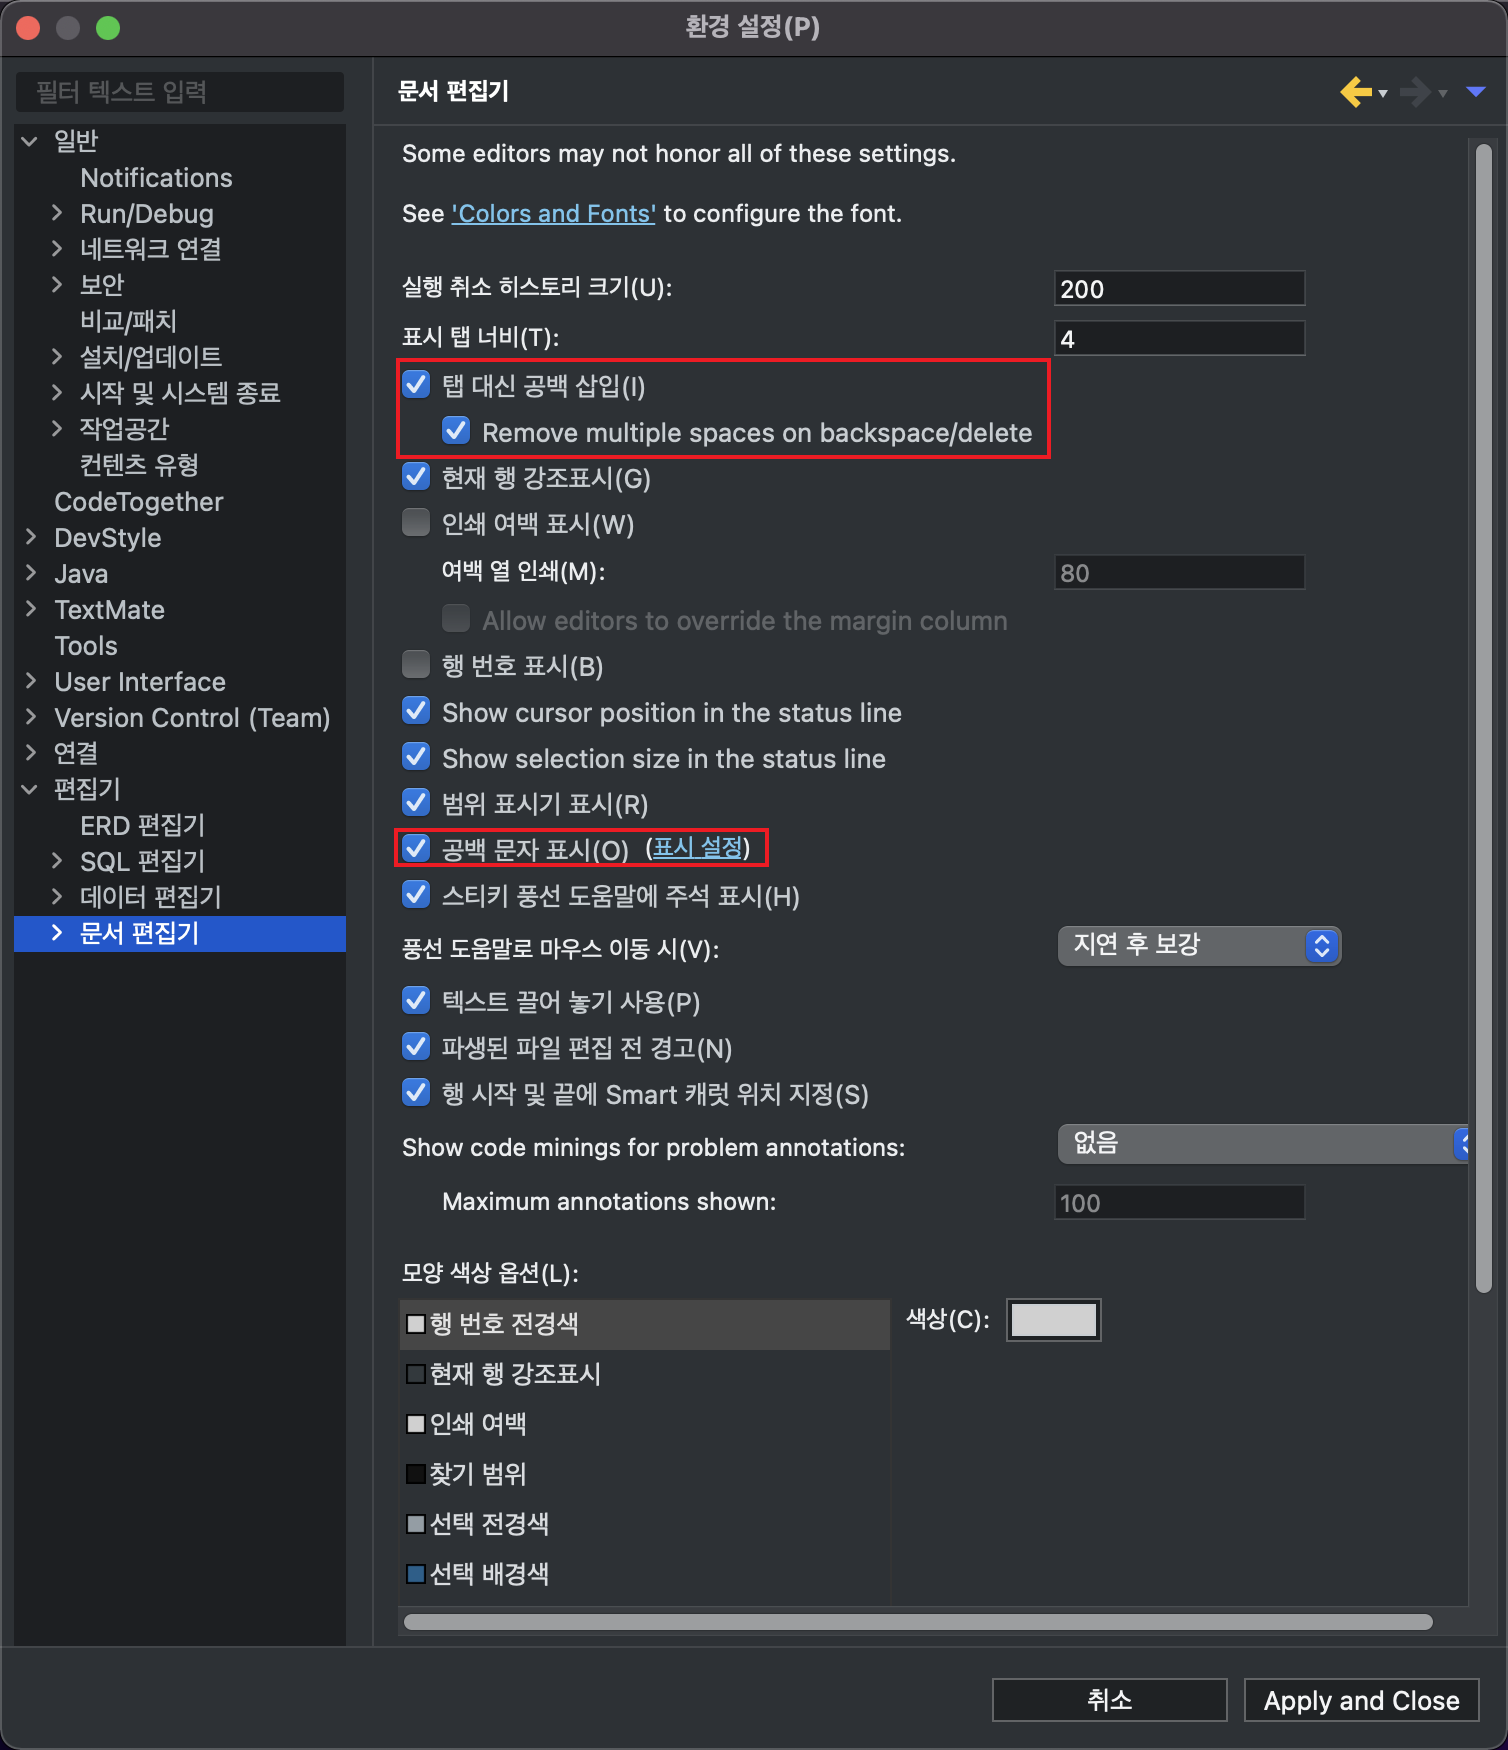 환경 설정(P)
필터 텍스트 입력
일반
Notifications
Run/Debug
네트워크 연결
보안
비교/패치
설치/업데이트
시작 및 시스템 종료
작업공간
컨텐츠 유형
CodeTogether
DevStyle
Java
TextMate
Tools
User Interface
Version Control (Team)
연결
편집기
ERD 편집기
SQL 편집기
데이터 편집기
문서 편집기
문서 편집기
Some editors may not honor all of these settings.
See 'Colors and Fonts' to configure the font.
실행 취소 히스토리 크기(U): 200
표시 탭 너비(T): 4
탭 대신 공백 삽입(I)
Remove multiple spaces on backspace/delete
현재 행 강조표시(G)
인쇄 여백 표시(W)
여백 열 인쇄(M): 80
Allow editors to override the margin column
행 번호 표시(B)
Show cursor position in the status line
Show selection size in the status line
범위 표시기 표시(R)
공백 문자 표시(O) (표시 설정)
스티키 풍선 도움말에 주석 표시(H)
풍선 도움말로 마우스 이동 시(V): 지연 후 보강
텍스트 끌어 놓기 사용(P)
파생된 파일 편집 전 경고(N)
행 시작 및 끝에 Smart 캐럿 위치 지정(S)
Show code minings for problem annotations: 없음
Maximum annotations shown: 100
모양 색상 옵션(L):
행 번호 전경색
색상(C):
현재 행 강조표시
인쇄 여백
찾기 범위
선택 전경색
선택 배경색
취소
Apply and Close